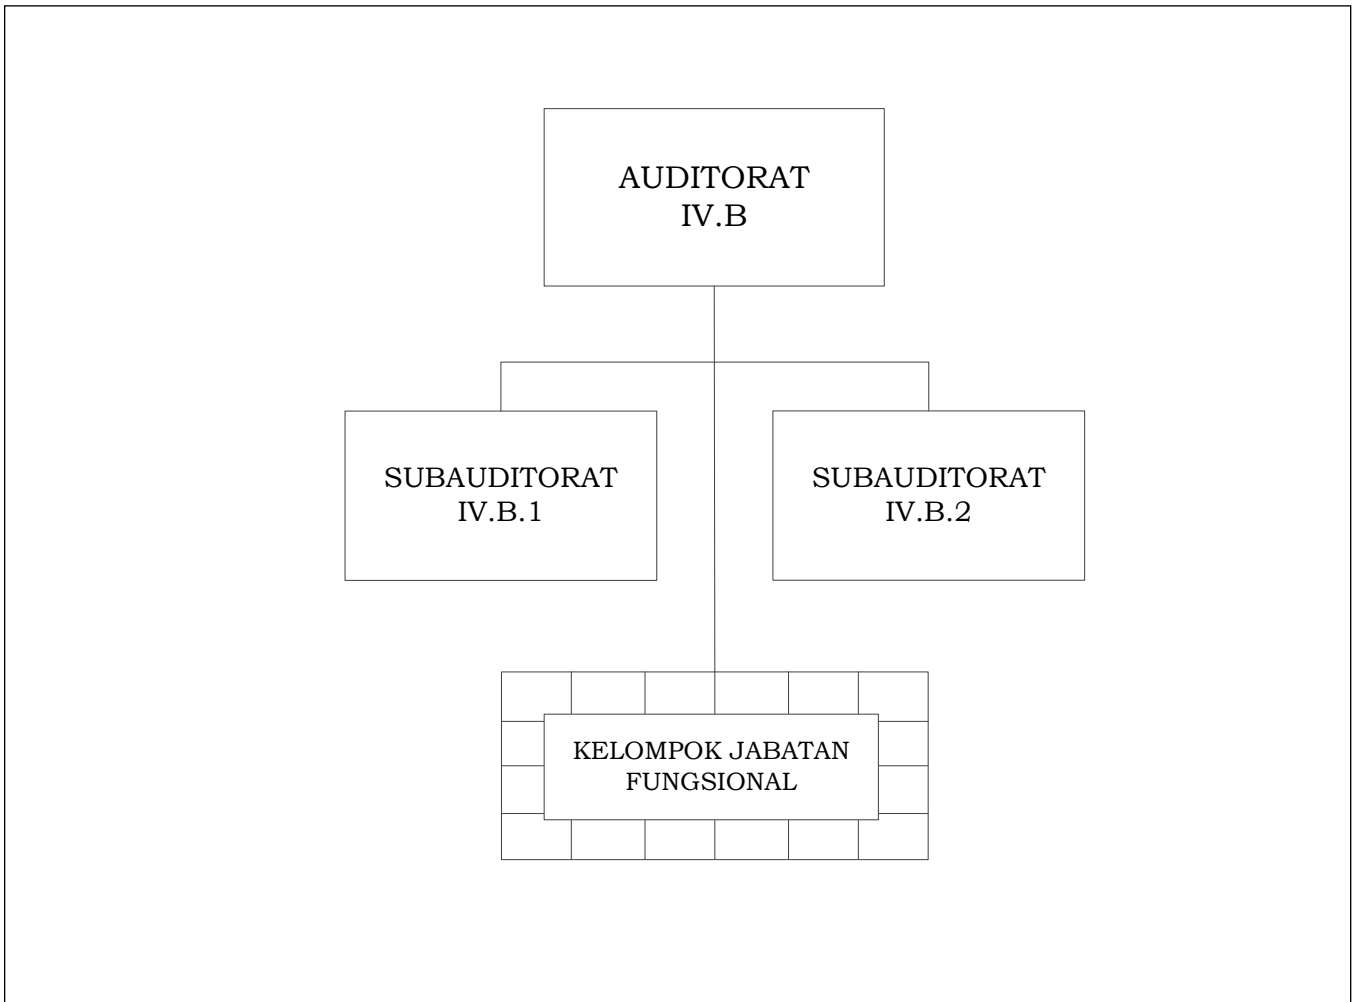 AUDITORAT
IV.B
SUBAUDITORAT
IV.B.1
SUBAUDITORAT
IV.B.2
KELOMPOK JABATAN
FUNGSIONAL